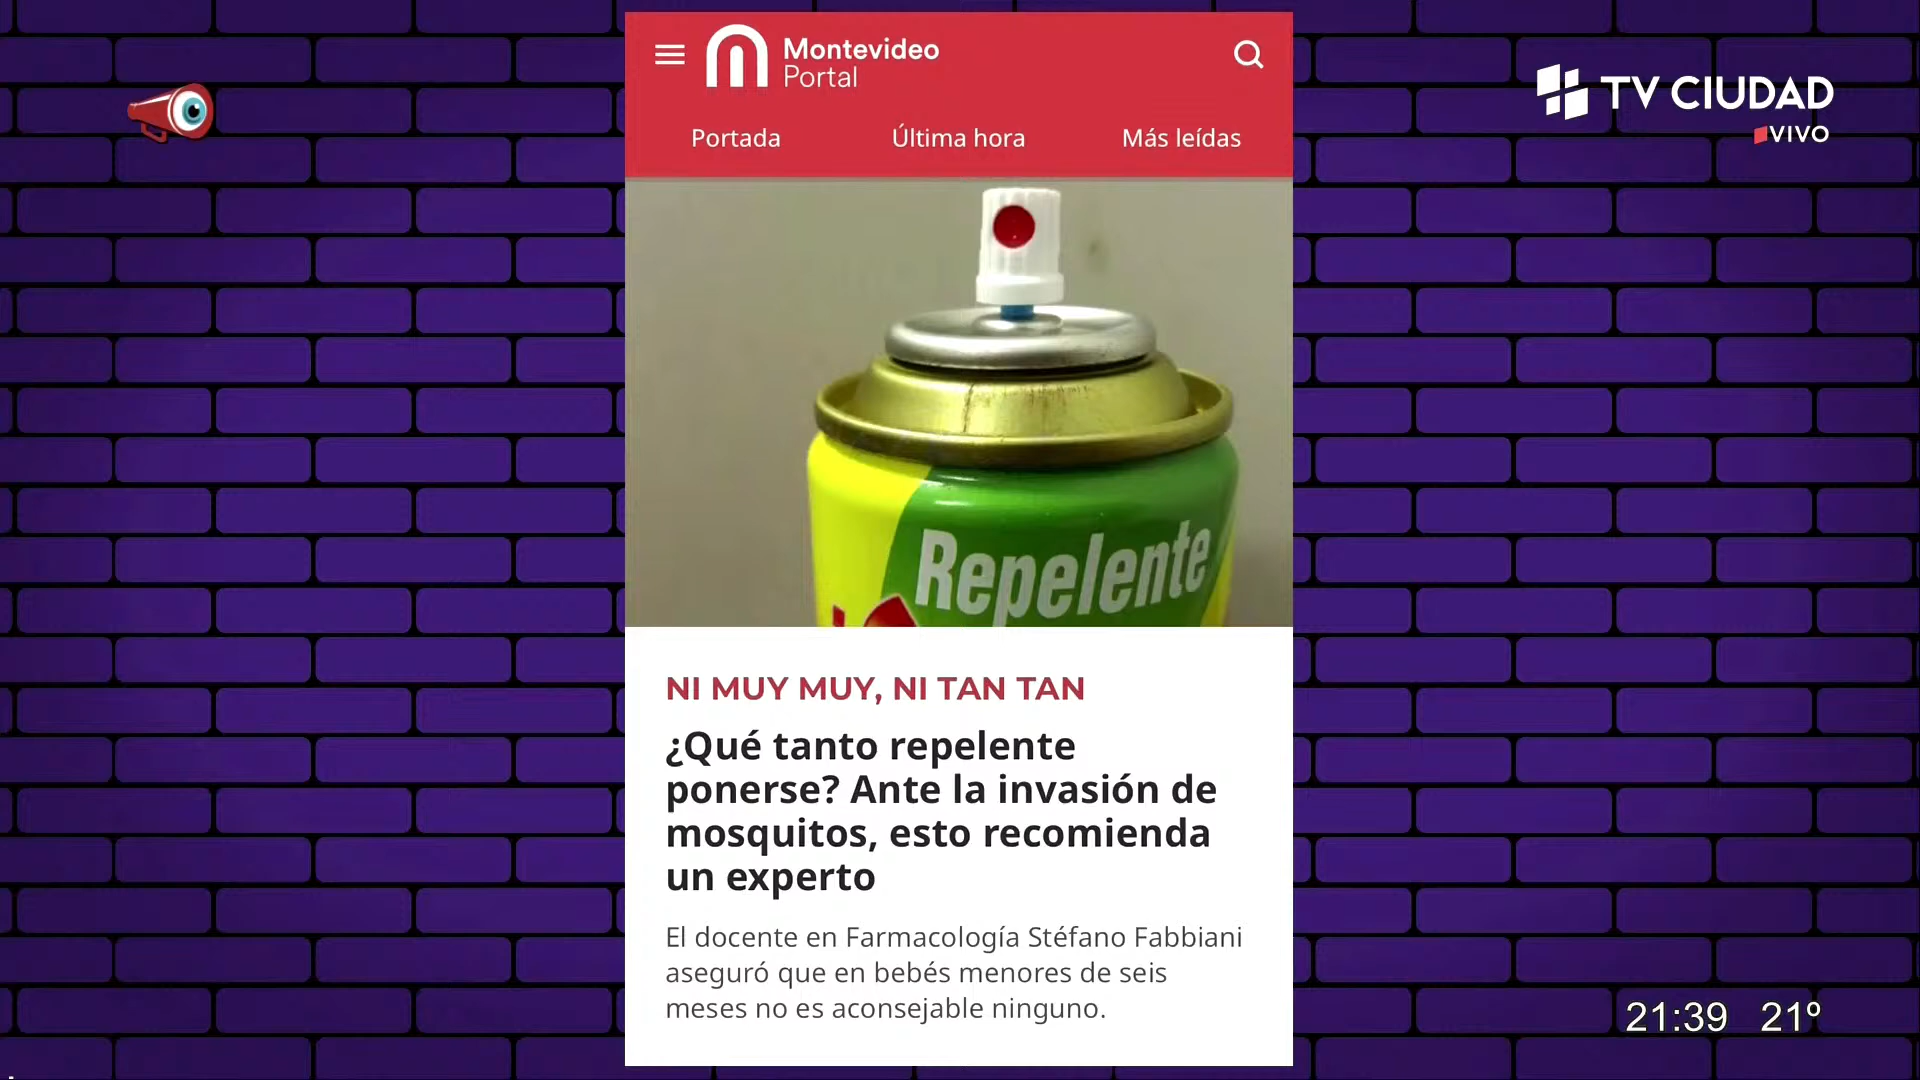 Montevideo
Portal
TV CIUDAD
VIVO
Portada
Última hora
Más leídas
Repelente
NI MUY MUY, NI TAN TAN
¿Qué tanto repelente
ponerse? Ante la invasión de
mosquitos, esto recomienda
un experto
El docente en Farmacología Stéfano Fabbiani
aseguró que en bebés menores de seis
meses no es aconsejable ninguno.
21:39 21º